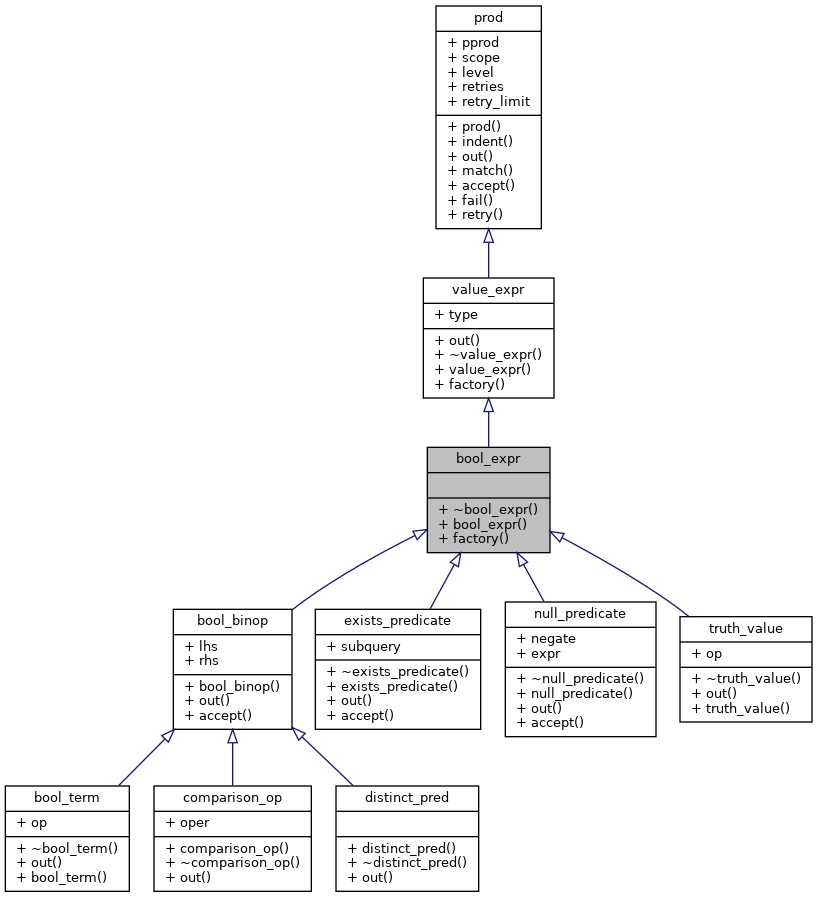 prod
+ pprod
+ scope
+ level
+ retries
+ retry_limit
+ prod()
+ indent()
+ out()
+ match()
+ accept()
+ fail()
+ retry()
value_expr
+ type
+ out()
+ ~value_expr()
+ value_expr()
+ factory()
bool_expr
+ ~bool_expr()
+ bool_expr()
+ factory()
bool_binop
+ lhs
+ rhs
+ bool_binop()
+ out()
+ accept()
exists_predicate
+ subquery
+ ~exists_predicate()
+ exists_predicate()
+ out()
+ accept()
null_predicate
+ negate
+ expr
+ ~null_predicate()
+ null_predicate()
+ out()
+ accept()
truth_value
+ op
+ ~truth_value()
+ out()
+ truth_value()
bool_term
+ op
+ ~bool_term()
+ out()
+ bool_term()
comparison_op
+ oper
+ comparison_op()
+ ~comparison_op()
+ out()
distinct_pred
+ distinct_pred()
+ ~distinct_pred()
+ out()